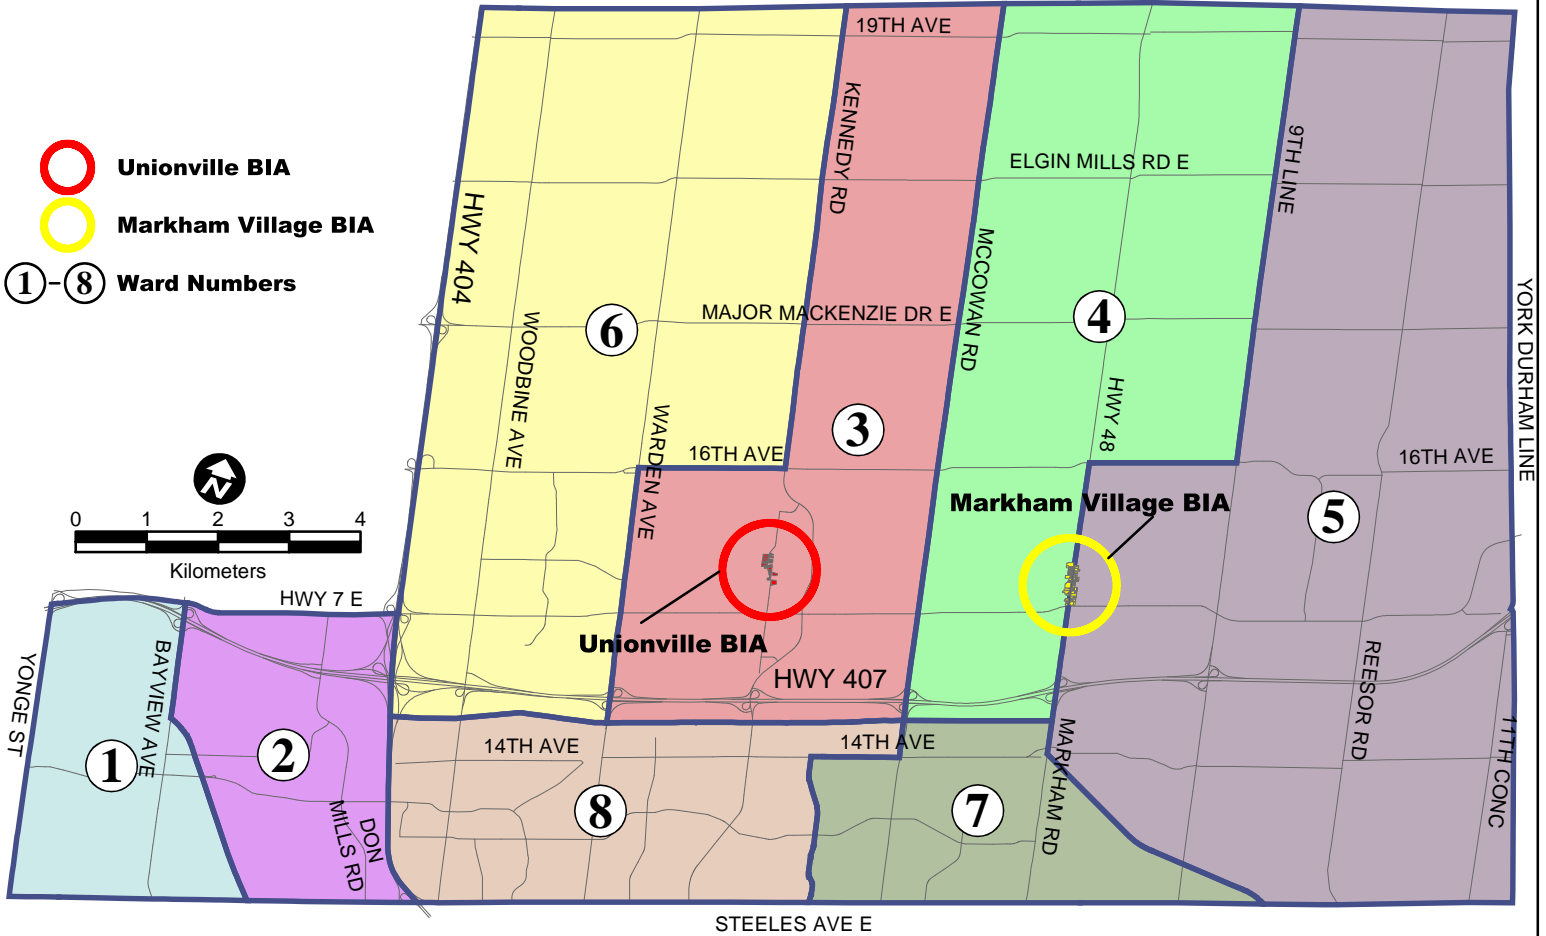 19TH AVE
KENNEDY RD
ELGIN MILLS RD E
9TH LINE
Unionville BIA
Markham Village BIA
1 - 8 Ward Numbers
HWY 404
MCCOWAN RD
YORK DURHAM LINE
6
MAJOR MACKENZIE DR E
4
WOODBINE AVE
HWY 48
WARDEN AVE
3
16TH AVE
16TH AVE
Markham Village BIA
5
N
0 1 2 3 4
Kilometers
HWY 7 E
Unionville BIA
HWY 407
YONGE ST
BAYVIEW AVE
REESOR RD
11TH CONC
14TH AVE
14TH AVE
MARKHAM RD
1
2
8
7
DON
MILLS RD
STEELES AVE E